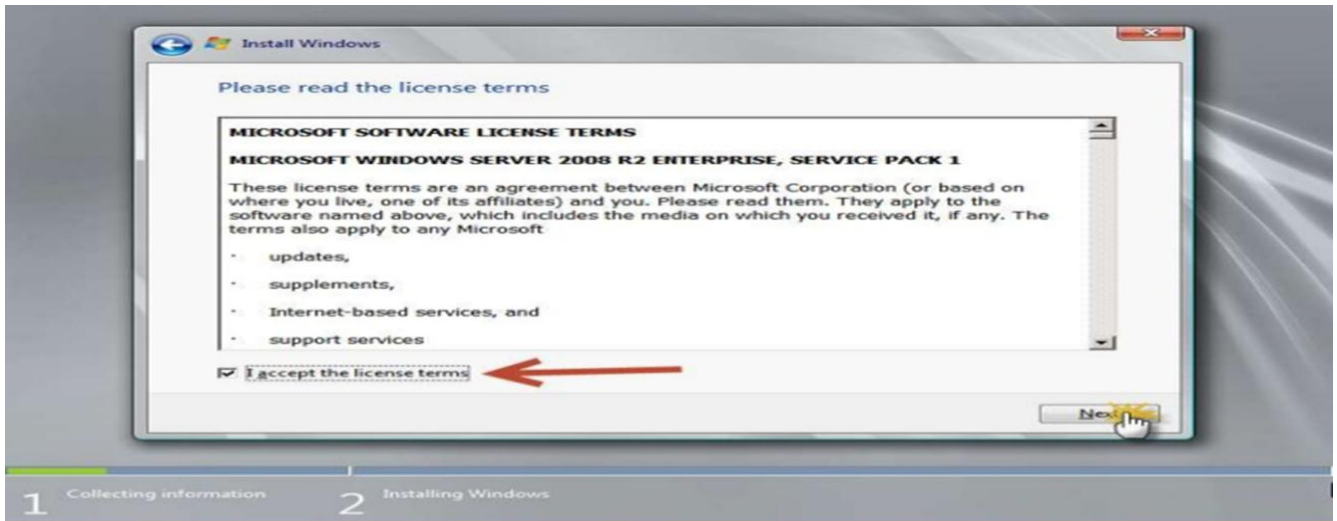 Install Windows
Please read the license terms
MICROSOFT SOFTWARE LICENSE TERMS
MICROSOFT WINDOWS SERVER 2008 R2 ENTERPRISE, SERVICE PACK 1
These license terms are an agreement between Microsoft Corporation (or based on
where you live, one of its affiliates) and you. Please read them. They apply to the
software named above, which includes the media on which you received it, if any. The
terms also apply to any Microsoft
· updates,
· supplements,
· Internet-based services, and
· support services
I accept the license terms
Next
1 Collecting information 2 Installing Windows